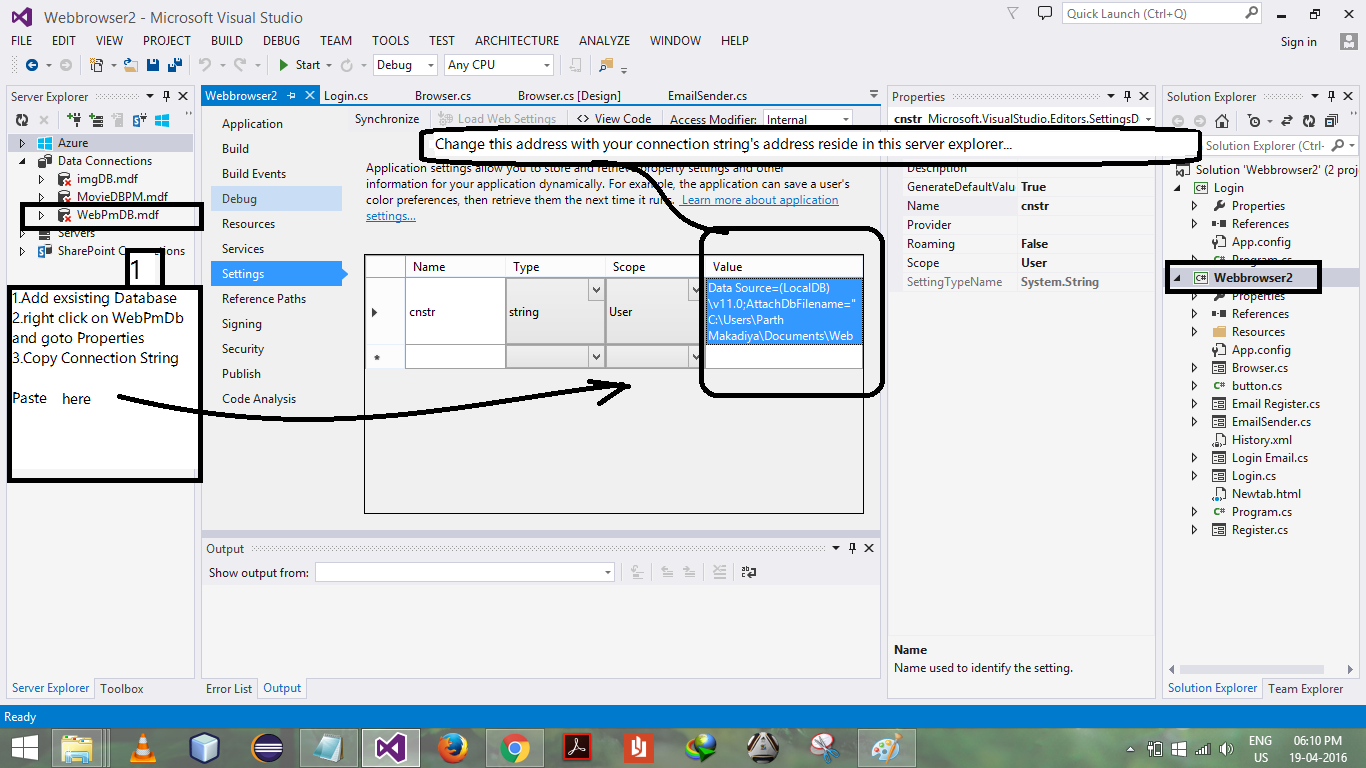 Webbrowser2 - Microsoft Visual Studio
Quick Launch (Ctrl+Q)
FILE EDIT VIEW PROJECT BUILD DEBUG TEAM TOOLS TEST ARCHITECTURE ANALYZE WINDOW HELP
Sign in
Start Debug Any CPU
Server Explorer
Azure
Data Connections
imgDB.mdf
MovieDBPM.mdf
WebPmDB.mdf
Servers
SharePoint Connections
1
1.Add exsisting Database
2.right click on WebPmDb
and goto Properties
3.Copy Connection String
Paste here
Server Explorer Toolbox
Webbrowser2 Login.cs Browser.cs Browser.cs [Design] EmailSender.cs
Application
Build
Build Events
Debug
Resources
Services
Settings
Reference Paths
Signing
Security
Publish
Code Analysis
Synchronize Load Web Settings View Code Access Modifier: Internal
Change this address with your connection string's address reside in this server explorer...
Application settings allow you to store and retrieve property settings and other
information for your application dynamically. For example, the application can save a user's
color preferences, then retrieve them the next time it runs. Learn more about application
settings...
Name Type Scope Value
cnstr string User
Data Source=(LocalDB)
\v11.0;AttachDbFilename="
C:\Users\Parth
Makadiya\Documents\Web
*
Output
Show output from:
Error List Output
Properties
cnstr Microsoft.VisualStudio.Editors.SettingsD
Description
GenerateDefaultValu True
Name cnstr
Provider
Roaming False
Scope User
SettingTypeName System.String
Name
Name used to identify the setting.
Solution Explorer
Search Solution Explorer (Ctrl-
Solution 'Webbrowser2' (2 proj
Login
Properties
References
App.config
Program.cs
Webbrowser2
Properties
References
Resources
App.config
Browser.cs
button.cs
Email Register.cs
EmailSender.cs
History.xml
Login Email.cs
Login.cs
Newtab.html
Program.cs
Register.cs
Solution Explorer Team Explorer
Ready
ENG
US
06:10 PM
19-04-2016